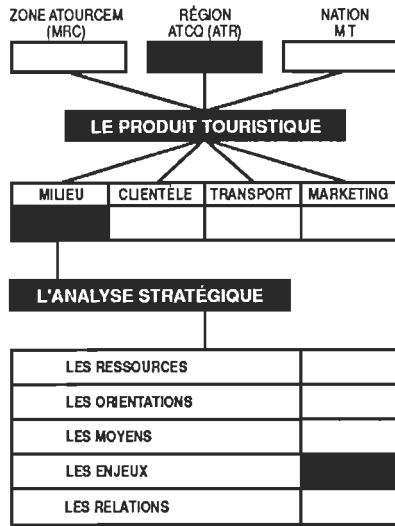 ZONE ATOURCEM
(MRC)
RÉGION
ATCQ (ATR)
NATION
M T
LE PRODUIT TOURISTIQUE
MILIEU CLIENTÈLE TRANSPORT MARKETING
L'ANALYSE STRATÉGIQUE
LES RESSOURCES
LES ORIENTATIONS
LES MOYENS
LES ENJEUX
LES RELATIONS